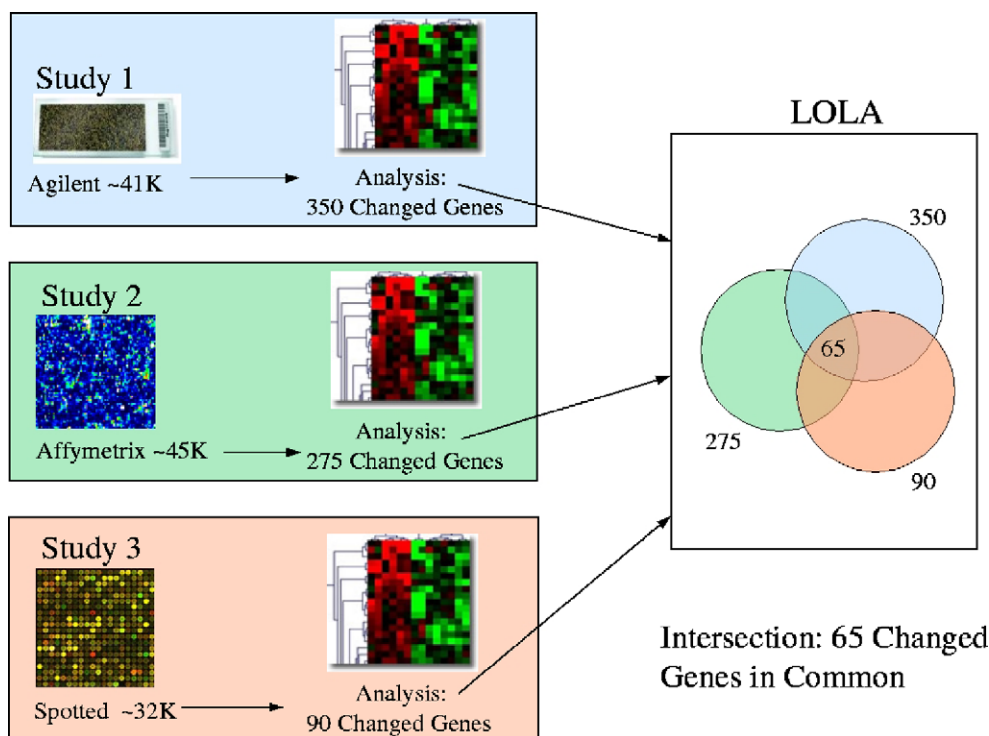 Study 1
Agilent ~41K
Analysis:
350 Changed Genes
Study 2
Affymetrix ~45K
Analysis:
275 Changed Genes
Study 3
Spotted ~32K
Analysis:
90 Changed Genes
LOLA
350
65
275
90
Intersection: 65 Changed
Genes in Common